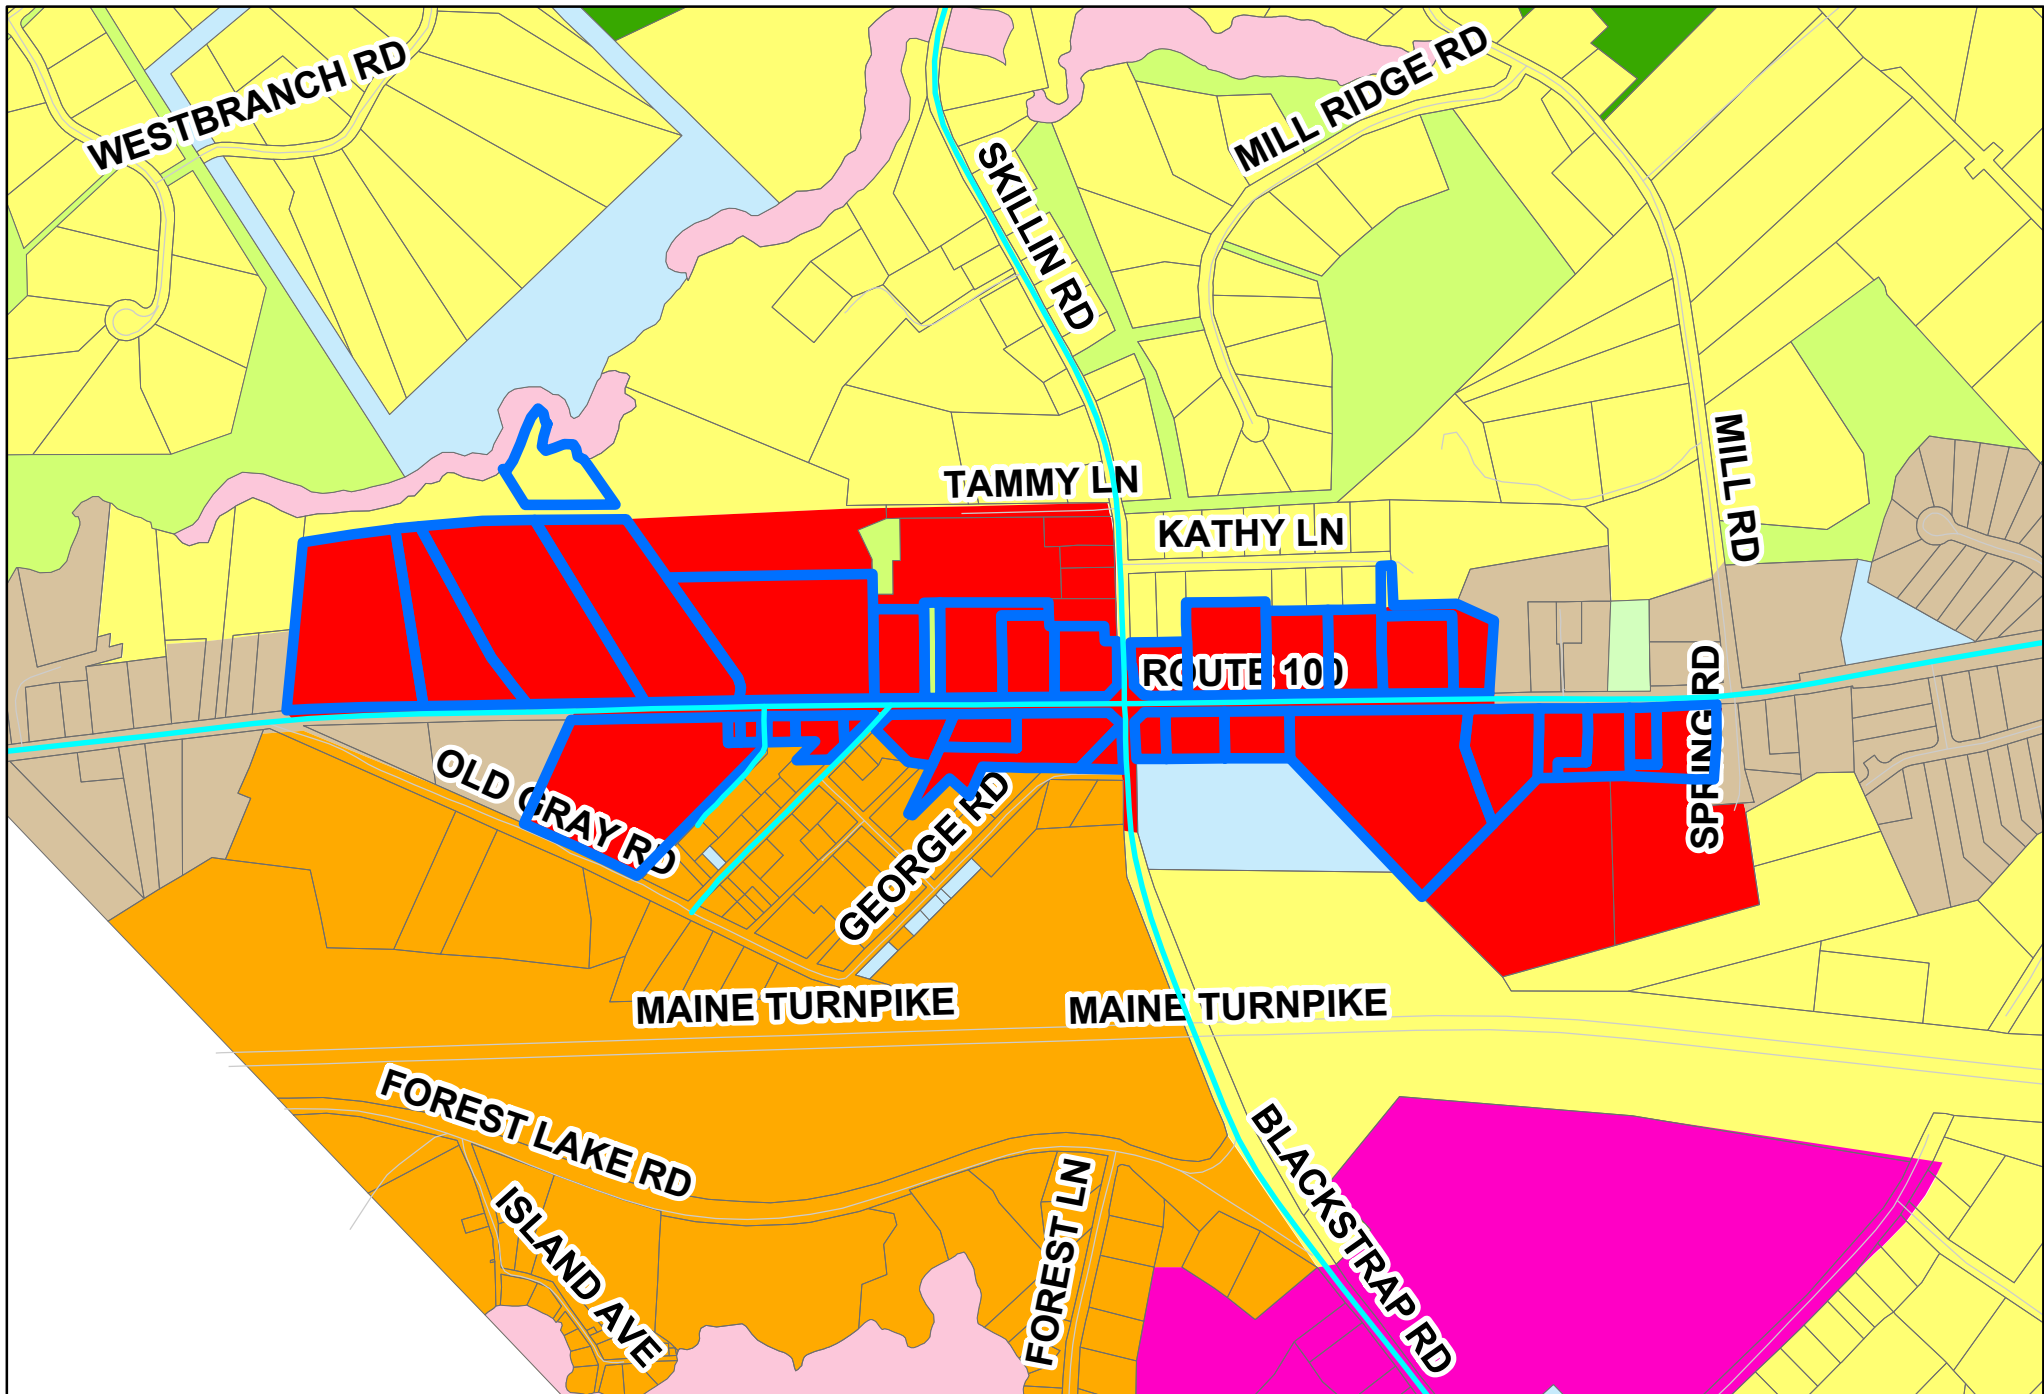 WESTBRANCH RD
MILL RIDGE RD
SKILLIN RD
TAMMY LN
KATHY LN
MILL RD
ROUTE 100
SPRING RD
OLD GRAY RD
GEORGE RD
MAINE TURNPIKE
MAINE TURNPIKE
FOREST LAKE RD
ISLAND AVE
FOREST LN
BLACKSTRAP RD